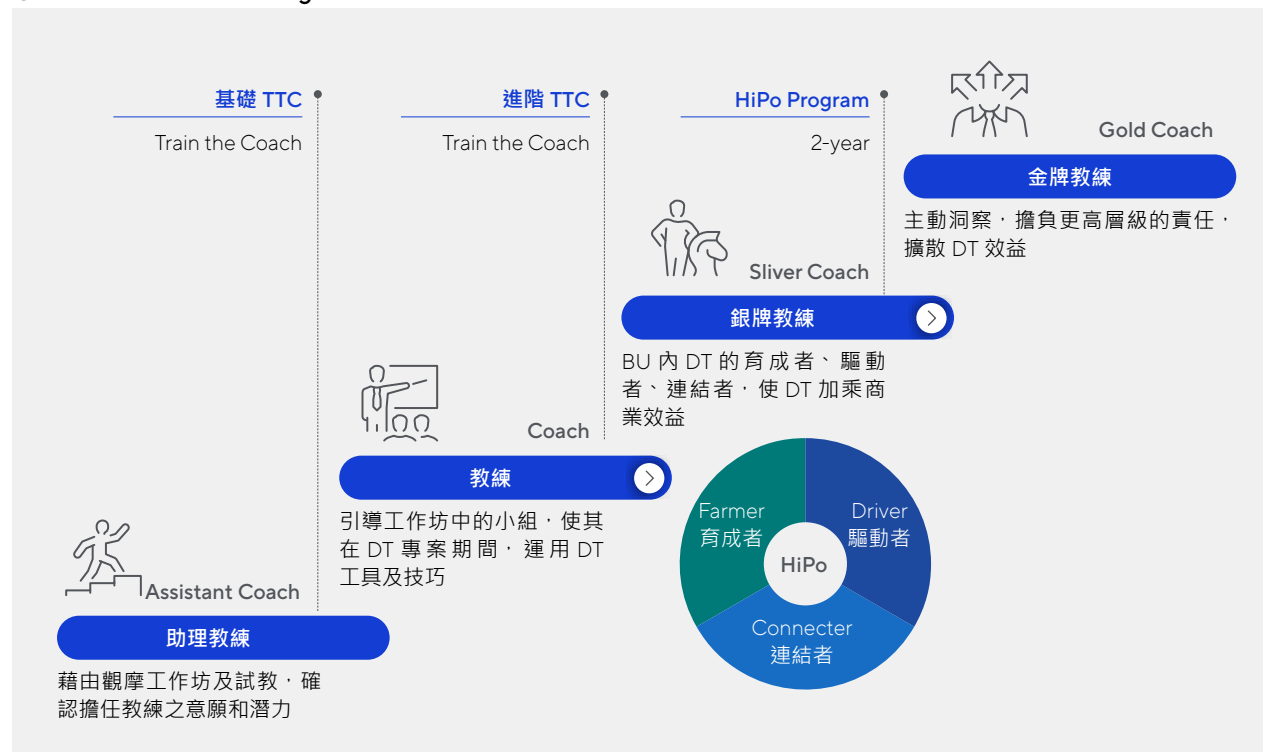 基礎 TTC
Train the Coach
進階 TTC
Train the Coach
HiPo Program
2-year
Gold Coach
金牌教練
主動洞察，擔負更高層級的責任，
擴散 DT 效益
Sliver Coach
銀牌教練
BU 內 DT 的育成者、驅動
者、連結者，使 DT 加乘商
業效益
Coach
教練
引導工作坊中的小組，使其
在 DT 專案期間，運用 DT
工具及技巧
Assistant Coach
助理教練
藉由觀摩工作坊及試教，確
認擔任教練之意願和潛力
Farmer
育成者
Driver
驅動者
HiPo
Connecter
連結者